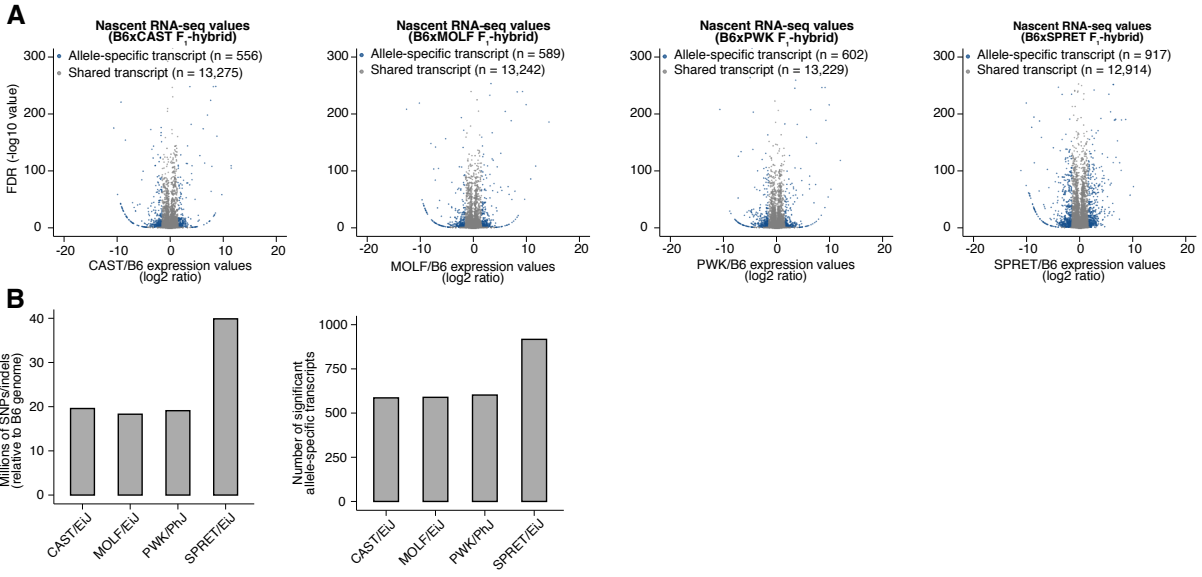 A
Nascent RNA-seq values
(B6xCAST F1-hybrid)
Allele-specific transcript (n = 556)
Shared transcript (n = 13,275)
FDR (-log10 value)
300
200
100
0
-20
-10
0
10
20
CAST/B6 expression values
(log2 ratio)
Nascent RNA-seq values
(B6xMOLF F1-hybrid)
Allele-specific transcript (n = 589)
Shared transcript (n = 13,242)
300
200
100
0
-20
-10
0
10
20
MOLF/B6 expression values
(log2 ratio)
Nascent RNA-seq values
(B6xPWK F1-hybrid)
Allele-specific transcript (n = 602)
Shared transcript (n = 13,229)
300
200
100
0
-20
-10
0
10
20
PWK/B6 expression values
(log2 ratio)
Nascent RNA-seq values
(B6xSPRET F1-hybrid)
Allele-specific transcript (n = 917)
Shared transcript (n = 12,914)
300
200
100
0
-20
-10
0
10
20
SPRET/B6 expression values
(log2 ratio)
B
Millions of SNPs/indels
(relative to B6 genome)
40
30
20
10
0
CAST/EiJ
MOLF/EiJ
PWK/PhJ
SPRET/EiJ
Number of significant
allele-specific transcripts
1000
750
500
250
0
CAST/EiJ
MOLF/EiJ
PWK/PhJ
SPRET/EiJ